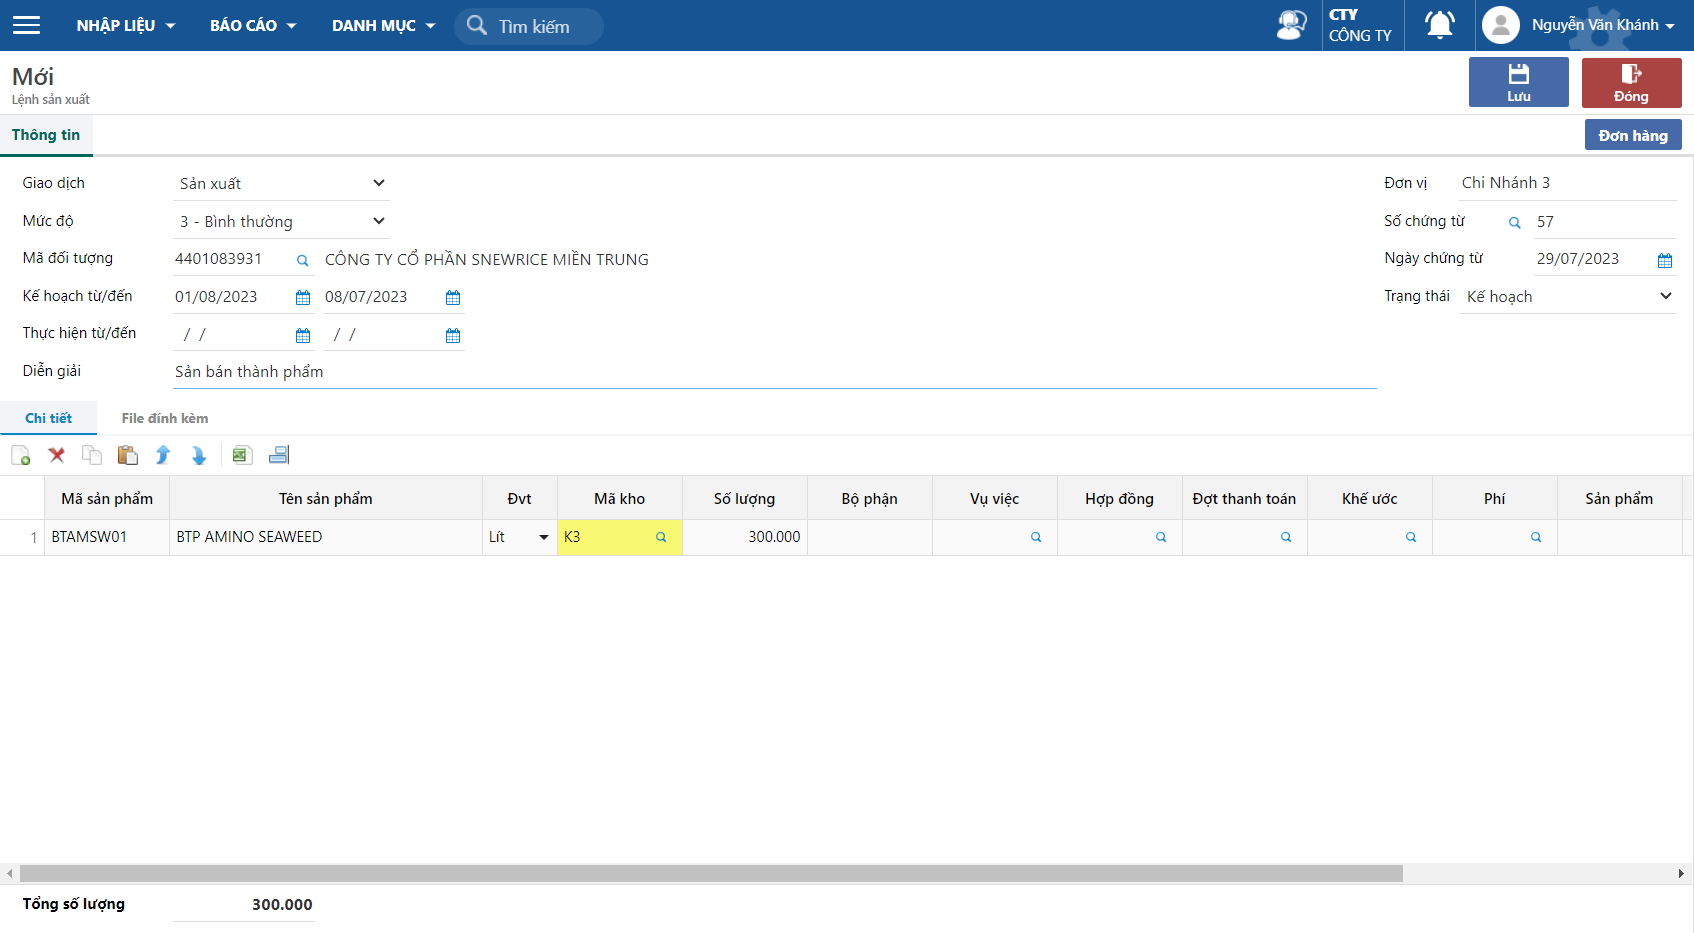 NHẬP LIỆU BÁO CÁO DANH MỤC Tìm kiếm CTY CÔNG TY Nguyễn Văn Khánh
Mới
Lệnh sản xuất
Lưu Đóng
Thông tin Đơn hàng
Giao dịch Sản xuất Đơn vị Chi Nhánh 3
Mức độ 3 - Bình thường Số chứng từ 57
Mã đối tượng 4401083931 CÔNG TY CỔ PHẦN SNEWRICE MIỀN TRUNG Ngày chứng từ 29/07/2023
Kế hoạch từ/đến 01/08/2023 08/07/2023 Trạng thái Kế hoạch
Thực hiện từ/đến / / / /
Diễn giải Sản bán thành phẩm
Chi tiết File đính kèm
Mã sản phẩm Tên sản phẩm Đvt Mã kho Số lượng Bộ phận Vụ việc Hợp đồng Đợt thanh toán Khế ước Phí Sản phẩm
1 BTAMSW01 BTP AMINO SEAWEED Lít K3 300.000
Tổng số lượng 300.000